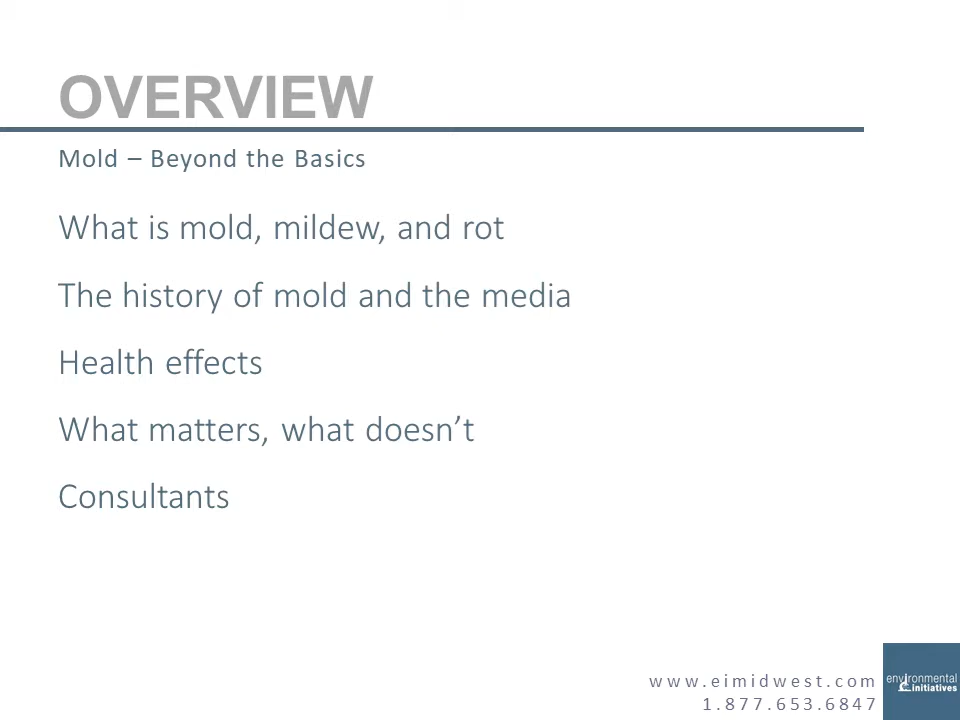 OVERVIEW
Mold – Beyond the Basics
What is mold, mildew, and rot
The history of mold and the media
Health effects
What matters, what doesn’t
Consultants
www.eimidwest.com
1.877.653.6847
environmental
initiatives